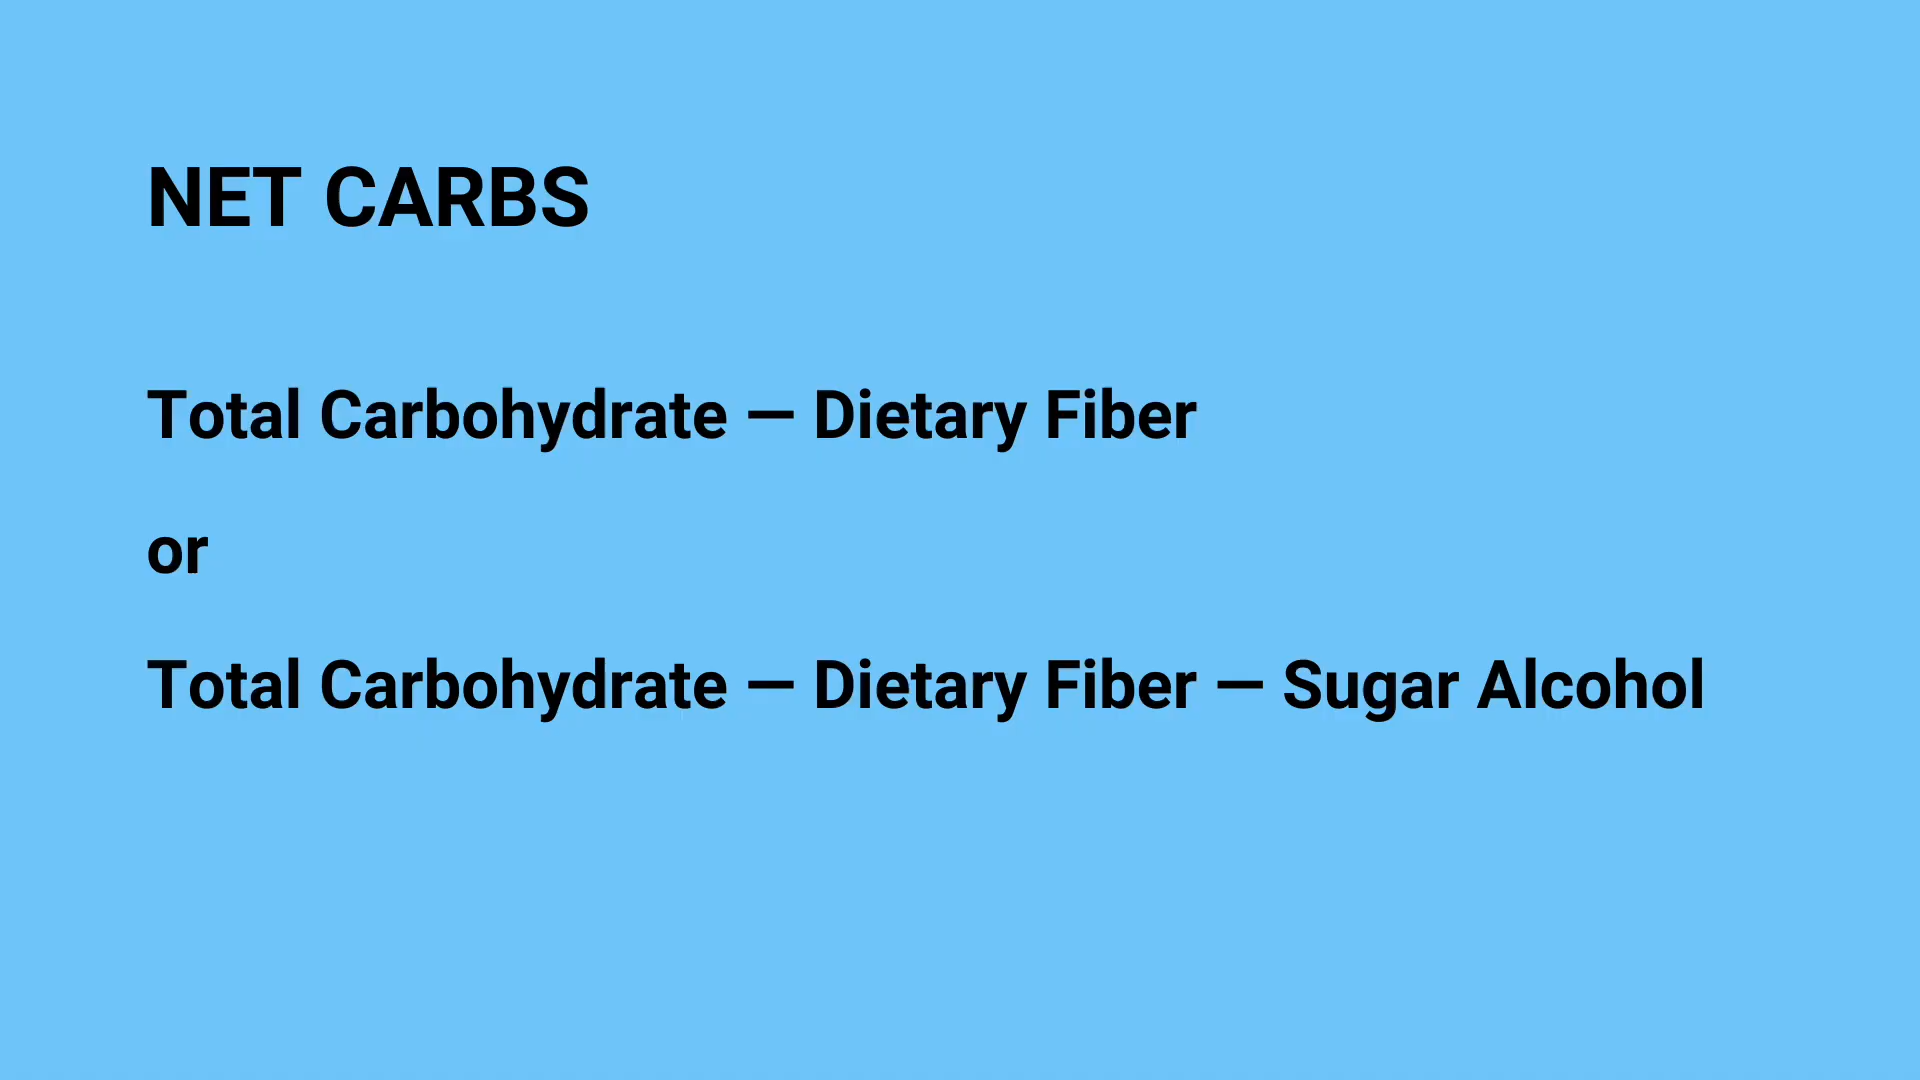 NET CARBS
Total Carbohydrate — Dietary Fiber
or
Total Carbohydrate — Dietary Fiber — Sugar Alcohol